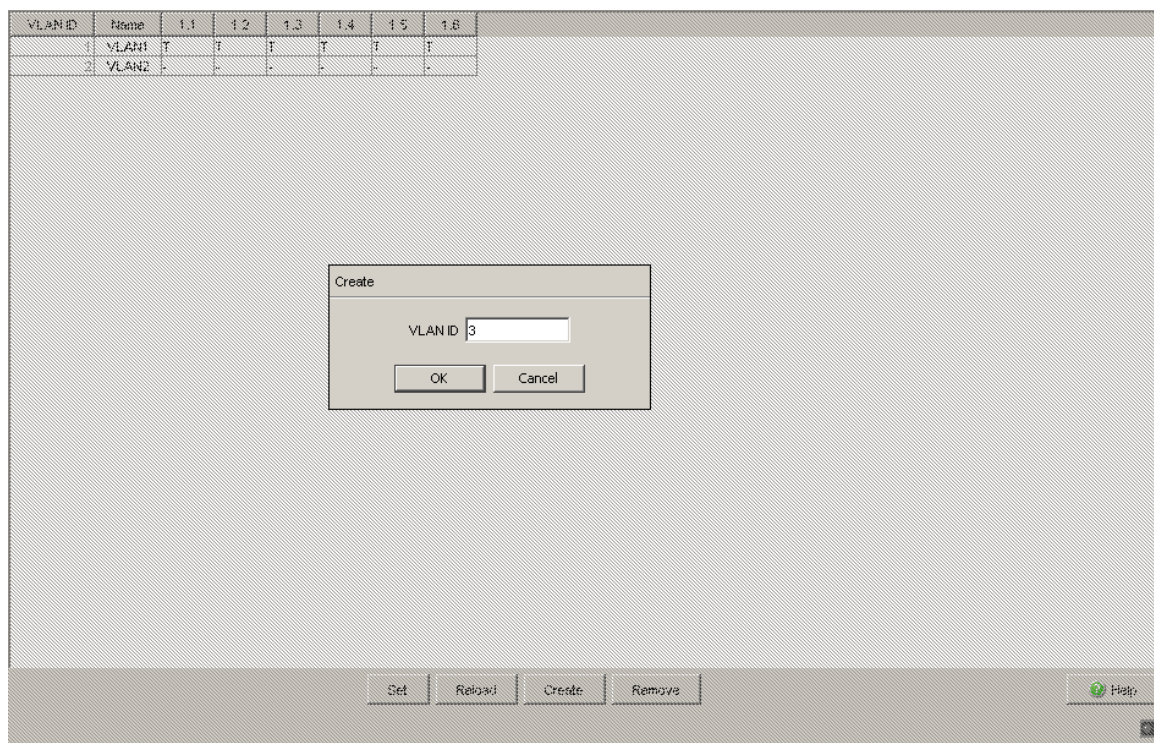 VLAN ID Name 1.1 1.2 1.3 1.4 1.5 1.6
1 VLAN1 T T T T T T
2 VLAN2 - - - - - -
Create
VLAN ID 3
OK Cancel
Set Reload Create Remove Help